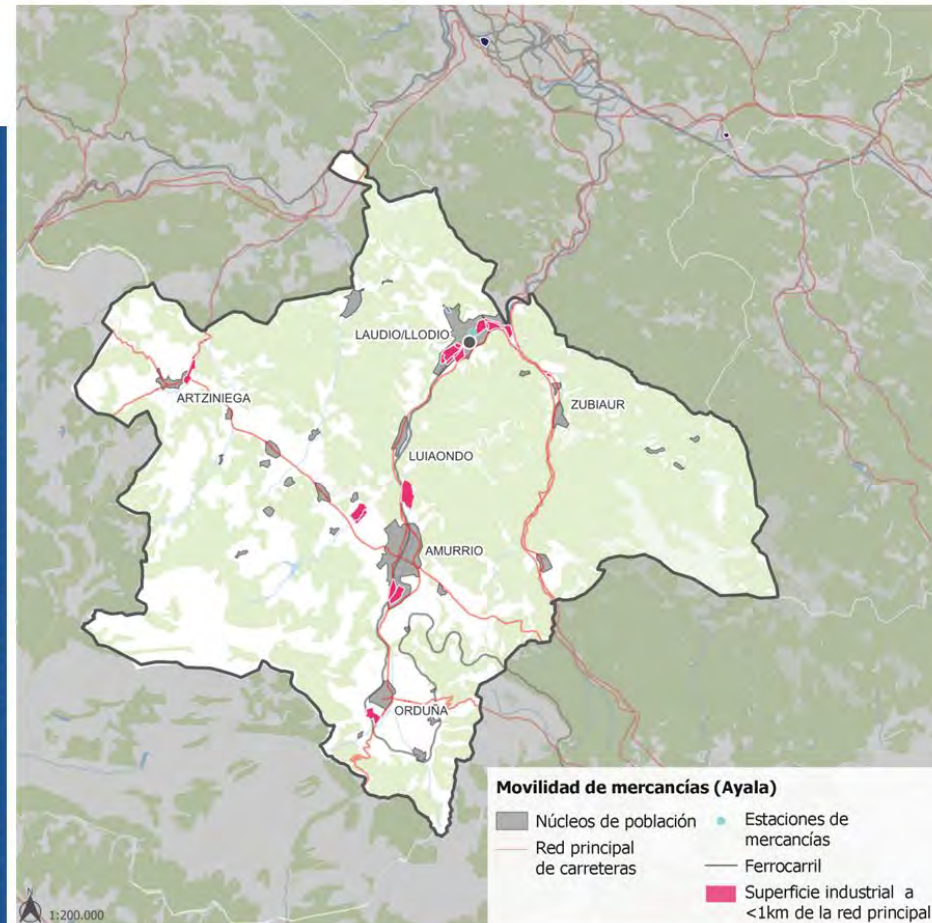 LAUDIO/LLODIO
ARTZINIEGA
ZUBIAUR
LUIAONDO
AMURRIO
ORDUÑA
Movilidad de mercancías (Ayala)
Núcleos de población
Red principal
de carreteras
Estaciones de
mercancías
Ferrocarril
Superficie industrial a
<1km de la red principal
N
1:200.000